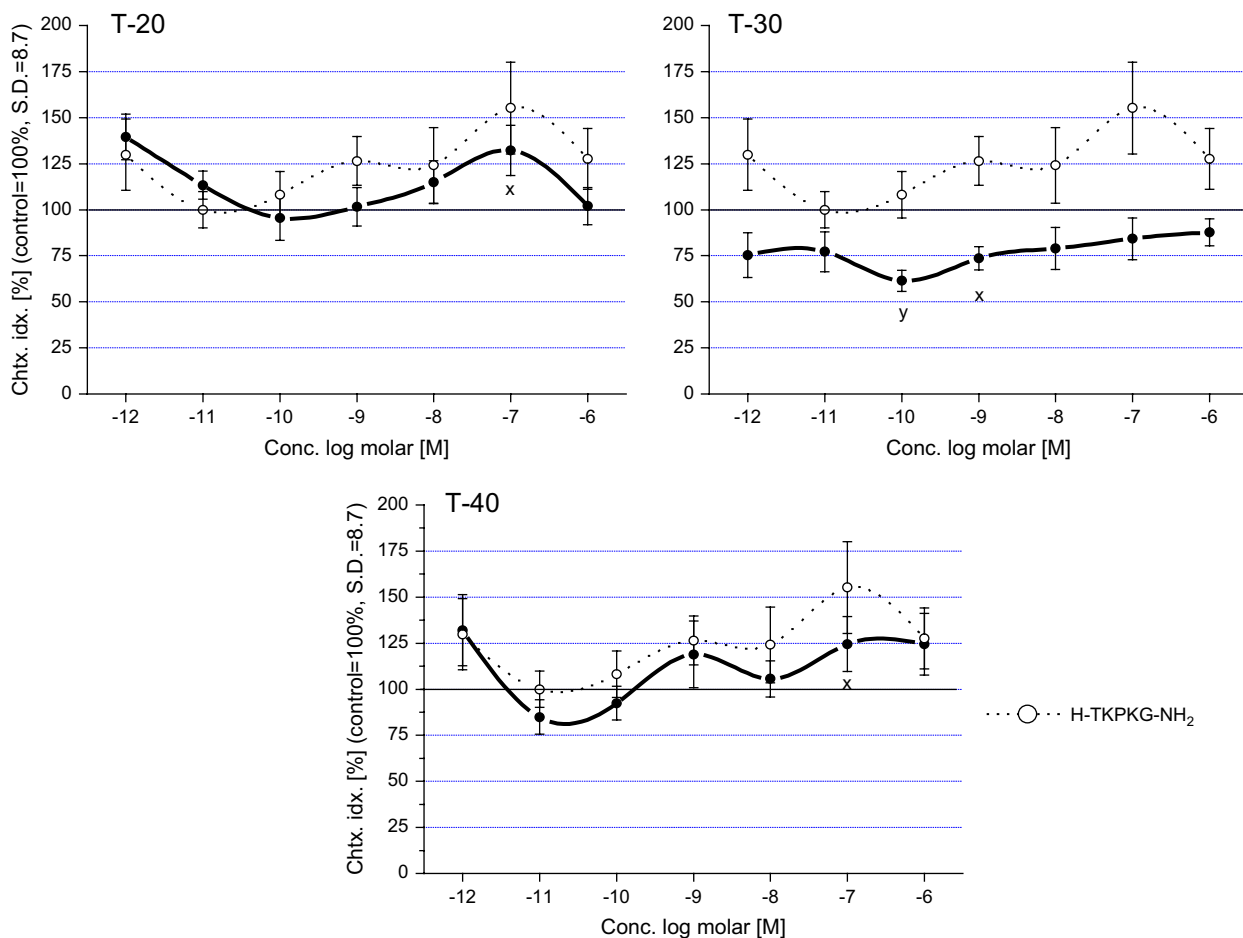 T-20
Chtx. idx. [%] (control=100%, S.D.=8.7)
200
175
150
125
100
75
50
25
0
x
-12 -11 -10 -9 -8 -7 -6
Conc. log molar [M]
T-30
200
175
150
125
100
75
50
25
0
y x
-12 -11 -10 -9 -8 -7 -6
Conc. log molar [M]
T-40
Chtx. idx. [%] (control=100%, S.D.=8.7)
200
175
150
125
100
75
50
25
0
x
-12 -11 -10 -9 -8 -7 -6
Conc. log molar [M]
H-TKPKG-NH₂